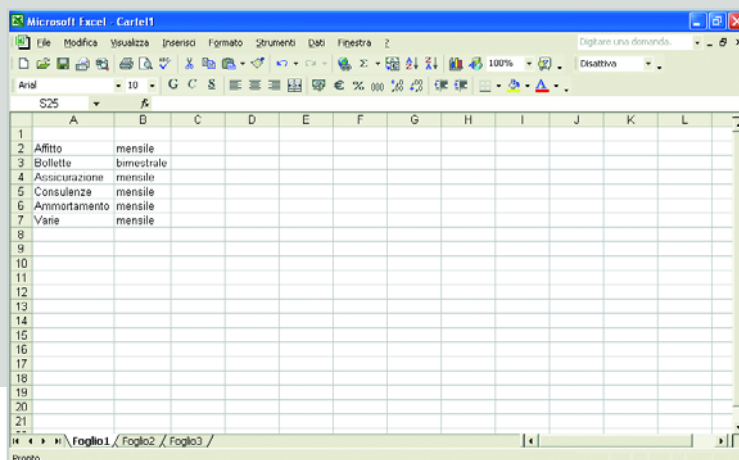 Microsoft Excel - Cartel1
File Modifica Visualizza Inserisci Formato Strumenti Dati Finestra ? Digitare una domanda.
100% Disattiva
Arial 10 G C S € % 000
S25 fx
A B C D E F G H I J K L
1
2 Affitto mensile
3 Bollette bimestrale
4 Assicurazione mensile
5 Consulenze mensile
6 Ammortamento mensile
7 Varie mensile
8
9
10
11
12
13
14
15
16
17
18
19
20
21
Foglio1 / Foglio2 / Foglio3 /
Pronto